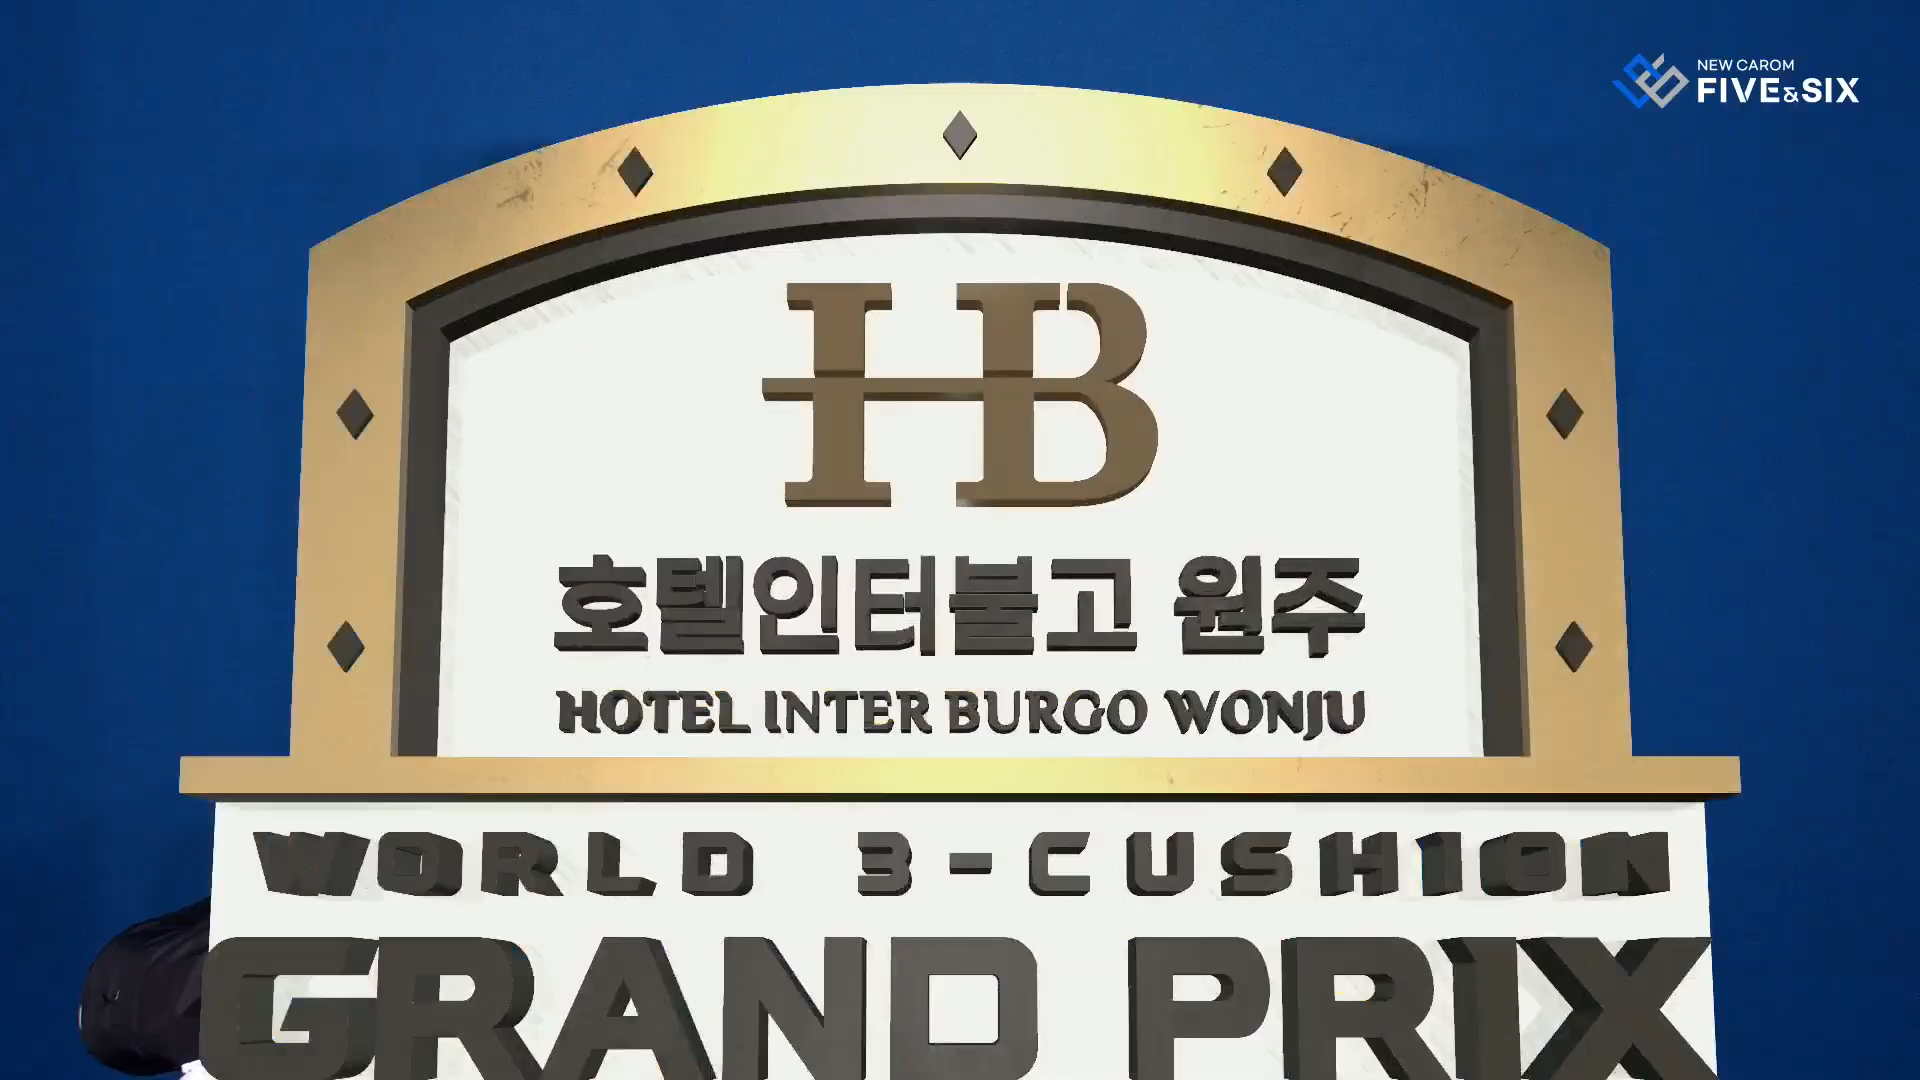 NEW CAROM
FIVE&SIX
HB
호텔인터불고 원주
HOTEL INTER BURGO WONJU
WORLD 3-CUSHION
GRAND PRIX